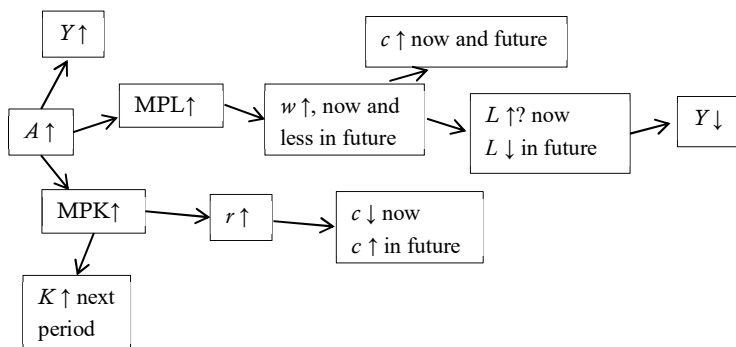 Y ↑
c ↑ now and future
MPL↑
w ↑, now and
less in future
L ↑? now
L ↓ in future
Y ↓
A ↑
MPK↑
r ↑
c ↓ now
c ↑ in future
K ↑ next
period